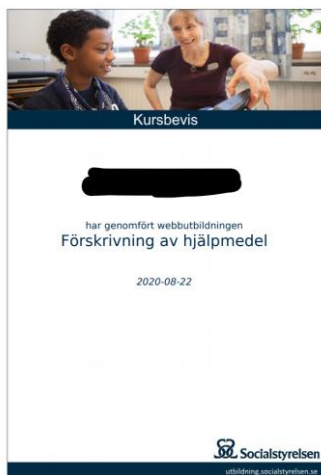 Kursbevis
har genomfört webbutbildningen
Förskrivning av hjälpmedel
2020-08-22
Socialstyrelsen
utbildning.socialstyrelsen.se